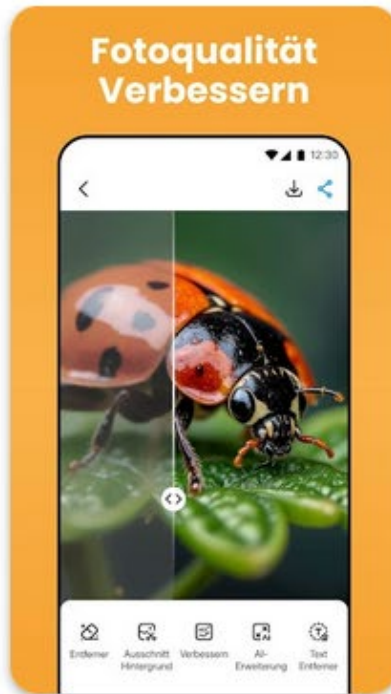 Fotoqualität
Verbessern
12:30
Entferner
Ausschnitt
Hintergrund
Verbessern
AI-
Erweiterung
Text
Entferner